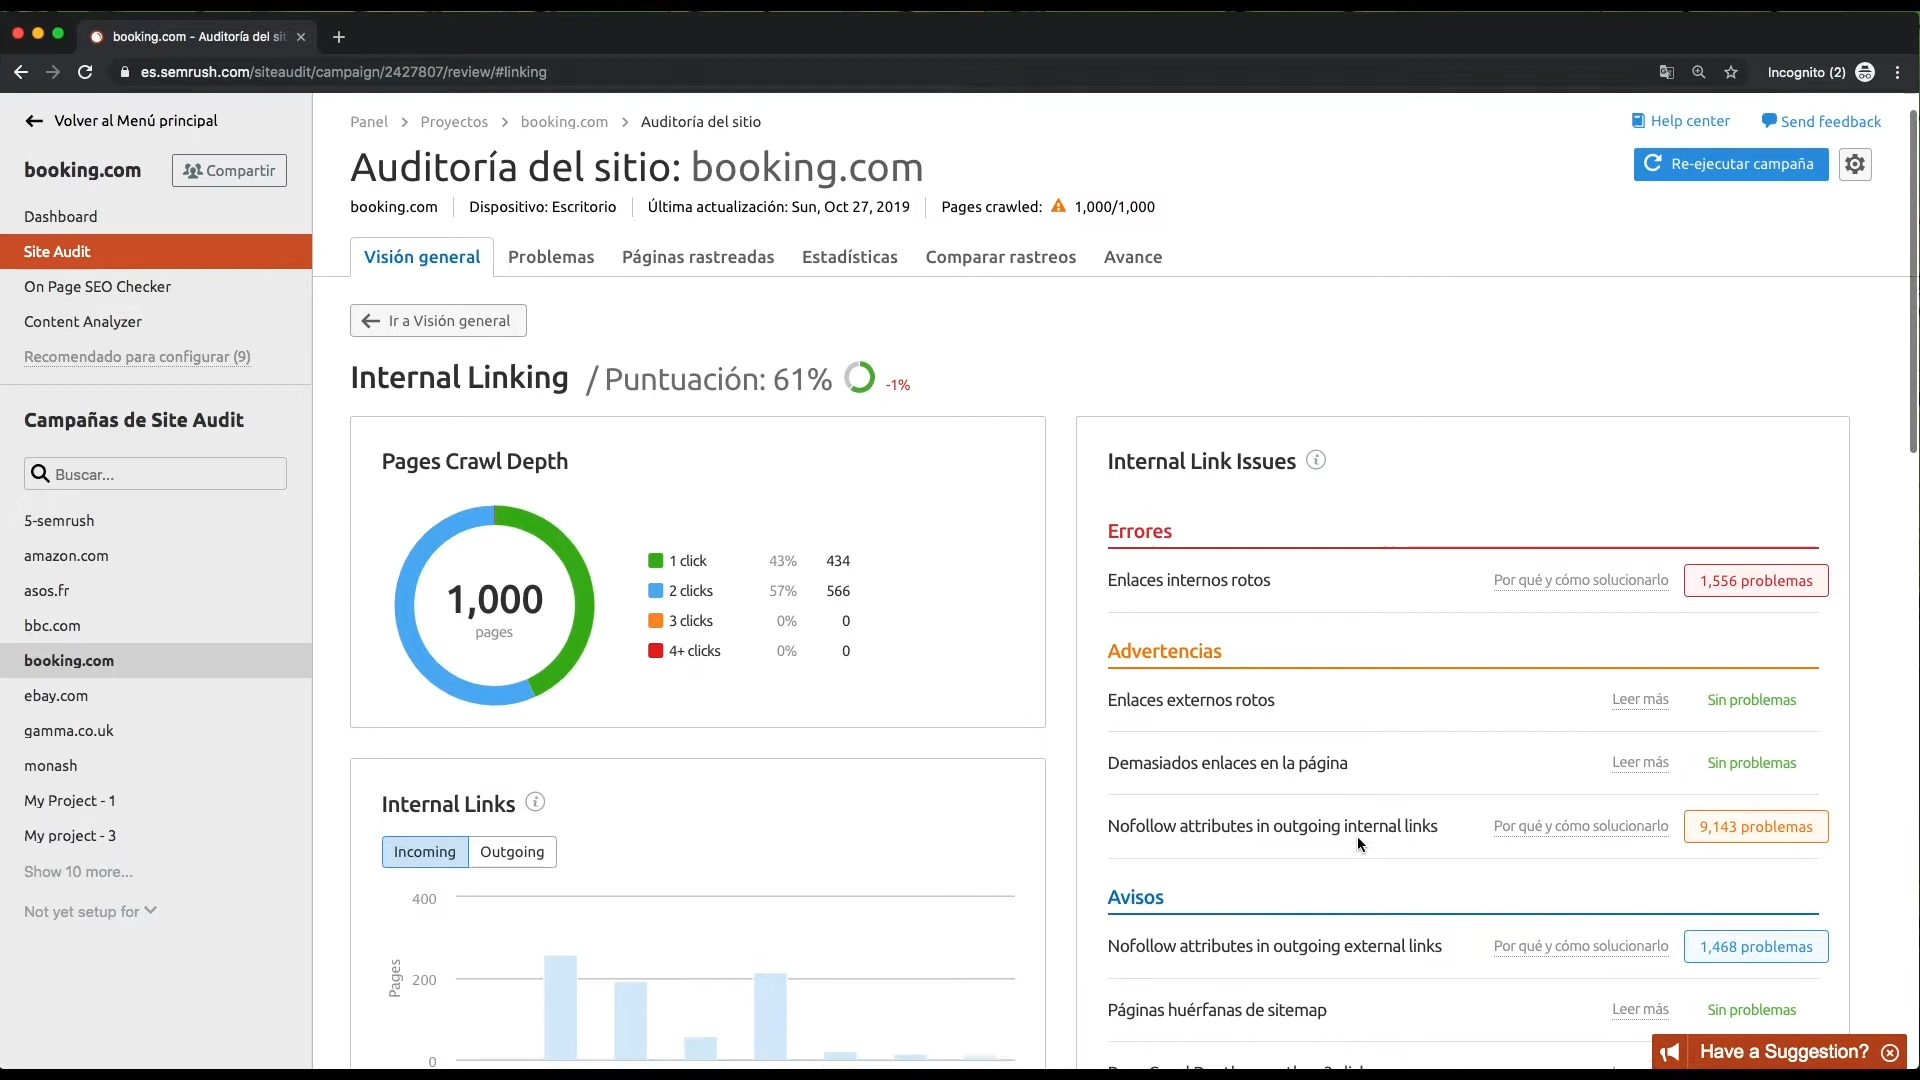 booking.com - Auditoría del sit
es.semrush.com/siteaudit/campaign/2427807/review/#linking
Incognito (2)
Volver al Menú principal
booking.com
Compartir
Dashboard
Site Audit
On Page SEO Checker
Content Analyzer
Recomendado para configurar (9)
Campañas de Site Audit
Buscar...
5-semrush
amazon.com
asos.fr
bbc.com
booking.com
ebay.com
gamma.co.uk
monash
My Project - 1
My project - 3
Show 10 more...
Not yet setup for
Panel > Proyectos > booking.com > Auditoría del sitio
Help center
Send feedback
Auditoría del sitio: booking.com
Re-ejecutar campaña
booking.com
Dispositivo: Escritorio
Última actualización: Sun, Oct 27, 2019
Pages crawled: 1,000/1,000
Visión general
Problemas
Páginas rastreadas
Estadísticas
Comparar rastreos
Avance
Ir a Visión general
Internal Linking / Puntuación: 61% -1%
Pages Crawl Depth
1,000
pages
1 click 43% 434
2 clicks 57% 566
3 clicks 0% 0
4+ clicks 0% 0
Internal Links
Incoming
Outgoing
400
200
0
Pages
Internal Link Issues
Errores
Enlaces internos rotos Por qué y cómo solucionarlo 1,556 problemas
Advertencias
Enlaces externos rotos Leer más Sin problemas
Demasiados enlaces en la página Leer más Sin problemas
Nofollow attributes in outgoing internal links Por qué y cómo solucionarlo 9,143 problemas
Avisos
Nofollow attributes in outgoing external links Por qué y cómo solucionarlo 1,468 problemas
Páginas huérfanas de sitemap Leer más Sin problemas
Have a Suggestion?